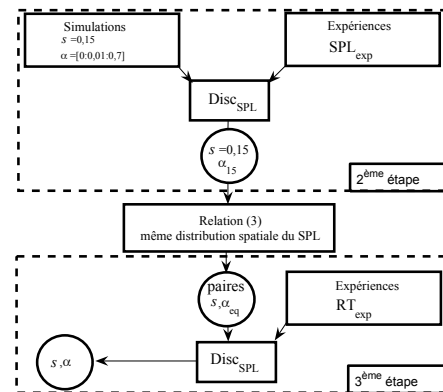 Simulations
s =0,15
α =[0:0,01:0,7]
Expériences
SPLexp
DiscSPL
s =0,15
α15
2ème étape
Relation (3)
même distribution spatiale du SPL
paires
s,αeq
Expériences
RTexp
s,α
DiscSPL
3ème étape